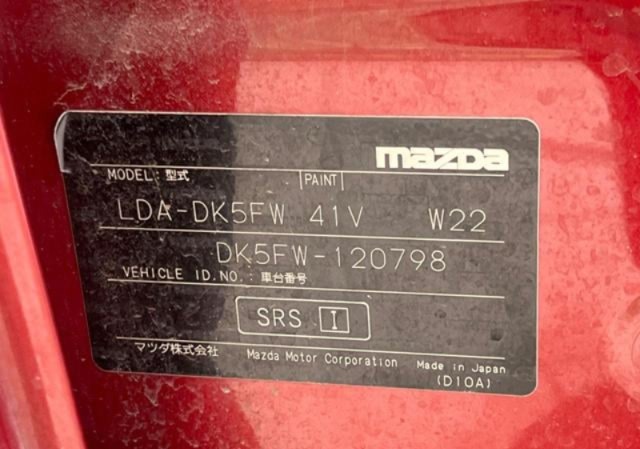 mazda
MODEL: 型式 PAINT
LDA-DK5FW 41V W22
DK5FW-120798
VEHICLE ID.NO.: 車台番号
SRS I
マツダ株式会社 Mazda Motor Corporation Made in Japan
(D10A)